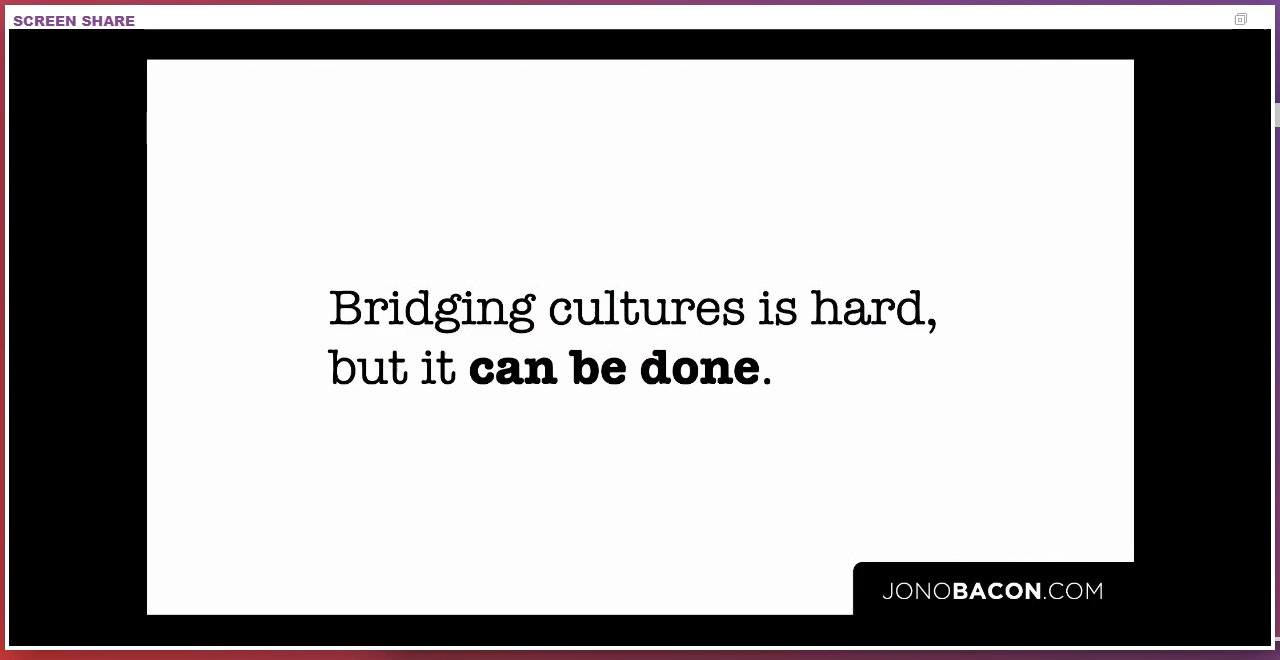 SCREEN SHARE
Bridging cultures is hard,
but it can be done.
JONOBACON.COM